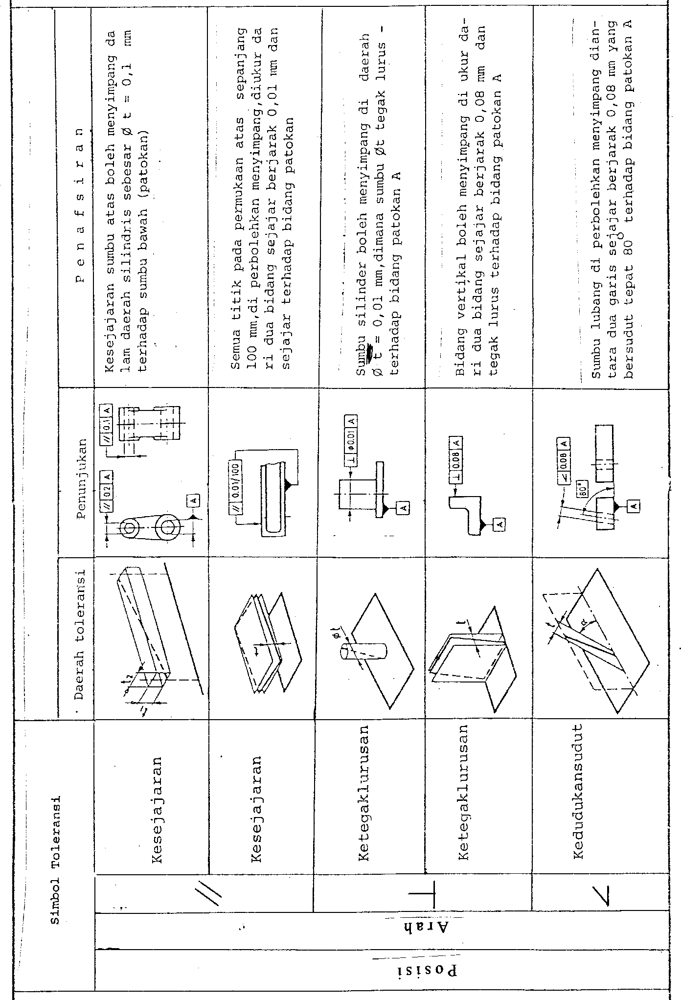 Simbol Toleransi
Daerah toleransi
Penunjukan
P e n a f s i r a n
Posisi
Arah
//
Kesejajaran
t2
t1
// 0.2 A
A
// 0.1 A
Kesejajaran sumbu atas boleh menyimpang da
lam daerah silindris sebesar Ø t = 0,1 mm
terhadap sumbu bawah (patokan)
Kesejajaran
t
// 0.01/100
Semua titik pada permukaan atas sepanjang
100 mm,di perbolehkan menyimpang,diukur da
ri dua bidang sejajar berjarak 0,01 mm dan
sejajar terhadap bidang patokan
⊥
Ketegaklurusan
ø t
⊥ ø0.01 A
A
Sumbu silinder boleh menyimpang di daerah
Ø t = 0,01 mm,dimana sumbu Øt tegak lurus -
terhadap bidang patokan A
Ketegaklurusan
t
⊥ 0.08 A
A
Bidang vertikal boleh menyimpang di ukur da-
ri dua bidang sejajar berjarak 0,08 mm dan
tegak lurus terhadap bidang patokan A
∠
Kedudukansudut
t
α
∠ 0.08 A
80°
A
Sumbu lubang di perbolehkan menyimpang dian-
tara dua garis sejajar berjarak 0,08 mm yang
bersudut tepat 80° terhadap bidang patokan A